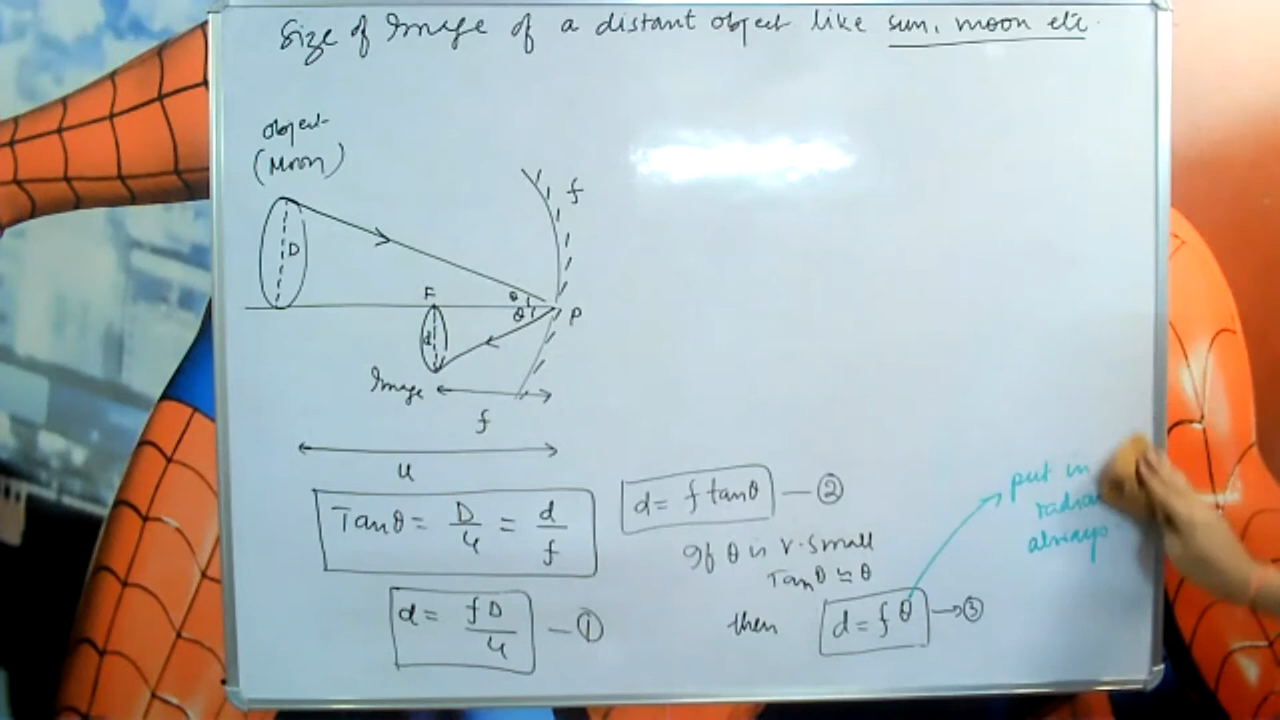 Size of Image of a distant object like sun, moon etc.
Object
(Moon)
D
f
F
θ
θ
P
d
Image
f
u
Tanθ = D/u = d/f
d = fD/u — ①
d = f tanθ — ②
If θ is v. small
Tanθ ≃ θ
then d = fθ → ③
put in
radian
always